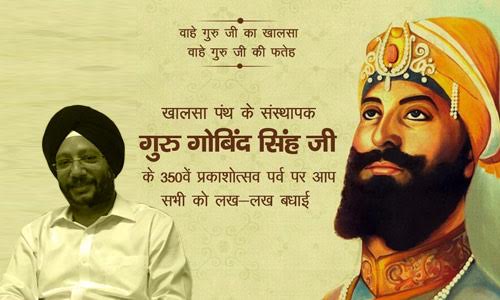 वाहे गुरु जी का खालसा
वाहे गुरु जी की फतेह
खालसा पंथ के संस्थापक
गुरु गोबिंद सिंह जी
के 350वें प्रकाशोत्सव पर्व पर आप
सभी को लख-लख बधाई